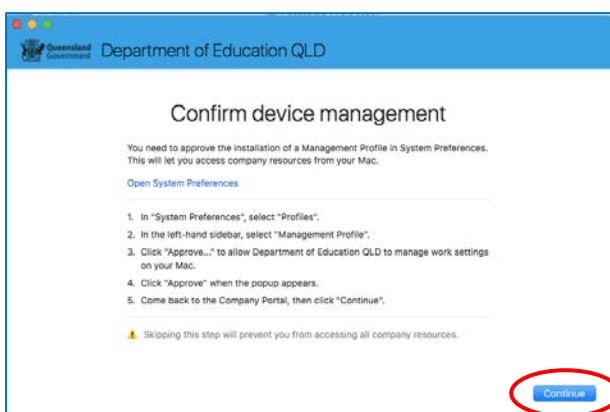 Queensland
Government
Department of Education QLD
Confirm device management
You need to approve the installation of a Management Profile in System Preferences.
This will let you access company resources from your Mac.
Open System Preferences
1. In "System Preferences", select "Profiles".
2. In the left-hand sidebar, select "Management Profile".
3. Click "Approve..." to allow Department of Education QLD to manage work settings
on your Mac.
4. Click "Approve" when the popup appears.
5. Come back to the Company Portal, then click "Continue".
Skipping this step will prevent you from accessing all company resources.
Continue